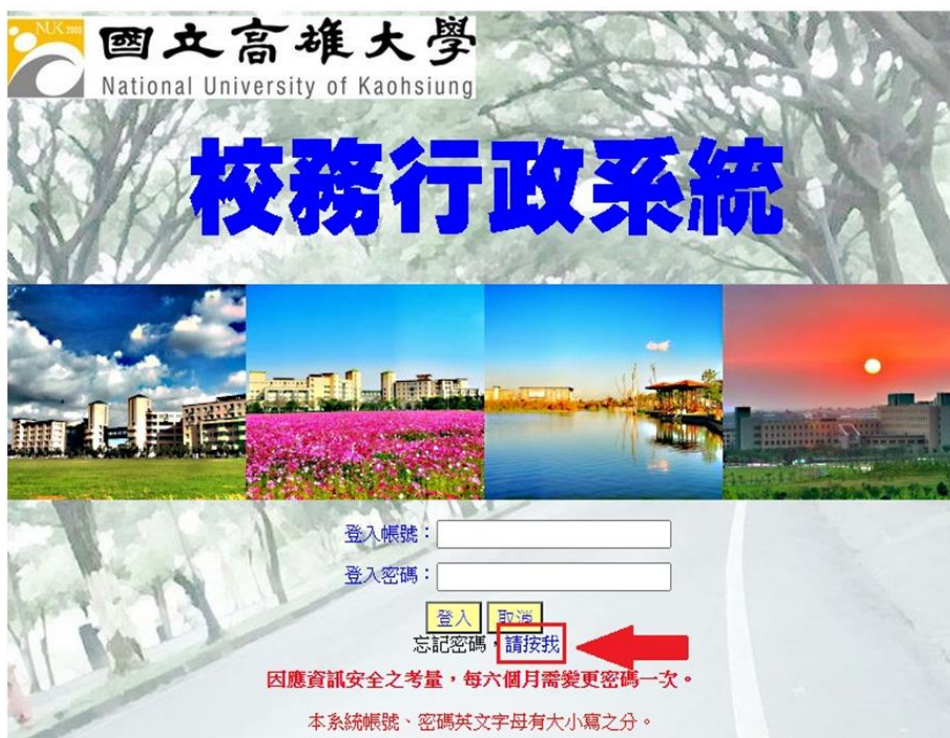 NUK 2000
國立高雄大學
National University of Kaohsiung
校務行政系統
登入帳號：
登入密碼：
登入 取消
忘記密碼，請按我
因應資訊安全之考量，每六個月需變更密碼一次。
本系統帳號、密碼英文字母有大小寫之分。